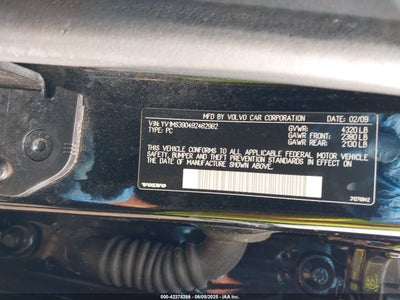 MFD BY VOLVO CAR CORPORATION DATE: 02/09
VIN: YV1MS390492462982 GVWR: 4320 LB
TYPE: PC GAWR FRONT: 2380 LB
GAWR REAR: 2100 LB
THIS VEHICLE CONFORMS TO ALL APPLICABLE FEDERAL MOTOR VEHICLE
SAFETY, BUMPER AND THEFT PREVENTION STANDARDS IN EFFECT ON
THE DATE OF MANUFACTURE SHOWN ABOVE.
VOLVO
000-42378286 - 06/05/2025 - IAA Inc.